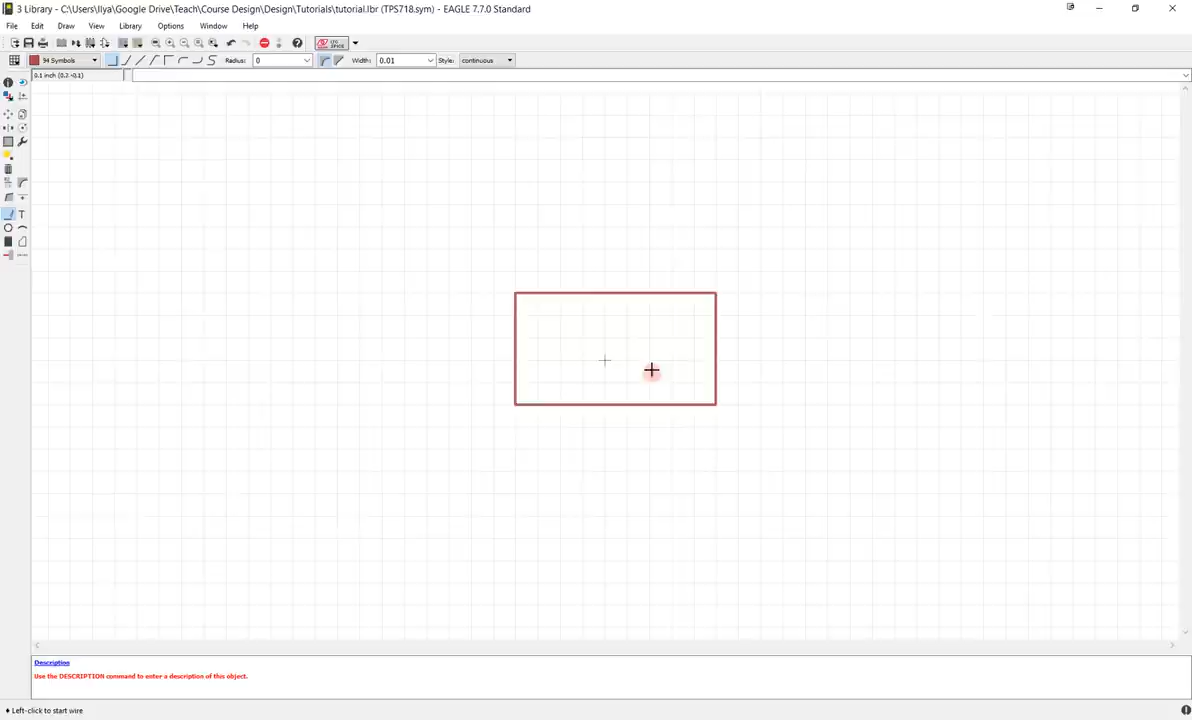 3 Library - C:\Users\Ilya\Google Drive\Teach\Course Design\Design\Tutorials\tutorial.lbr (TPS718.sym) - EAGLE 7.7.0 Standard
File Edit Draw View Library Options Window Help
LTC SPICE
94 Symbols Radius: 0 Width: 0.01 Style: continuous
0.1 inch (0.2 -0.1)
Description
Use the DESCRIPTION command to enter a description of this object.
Left-click to start wire